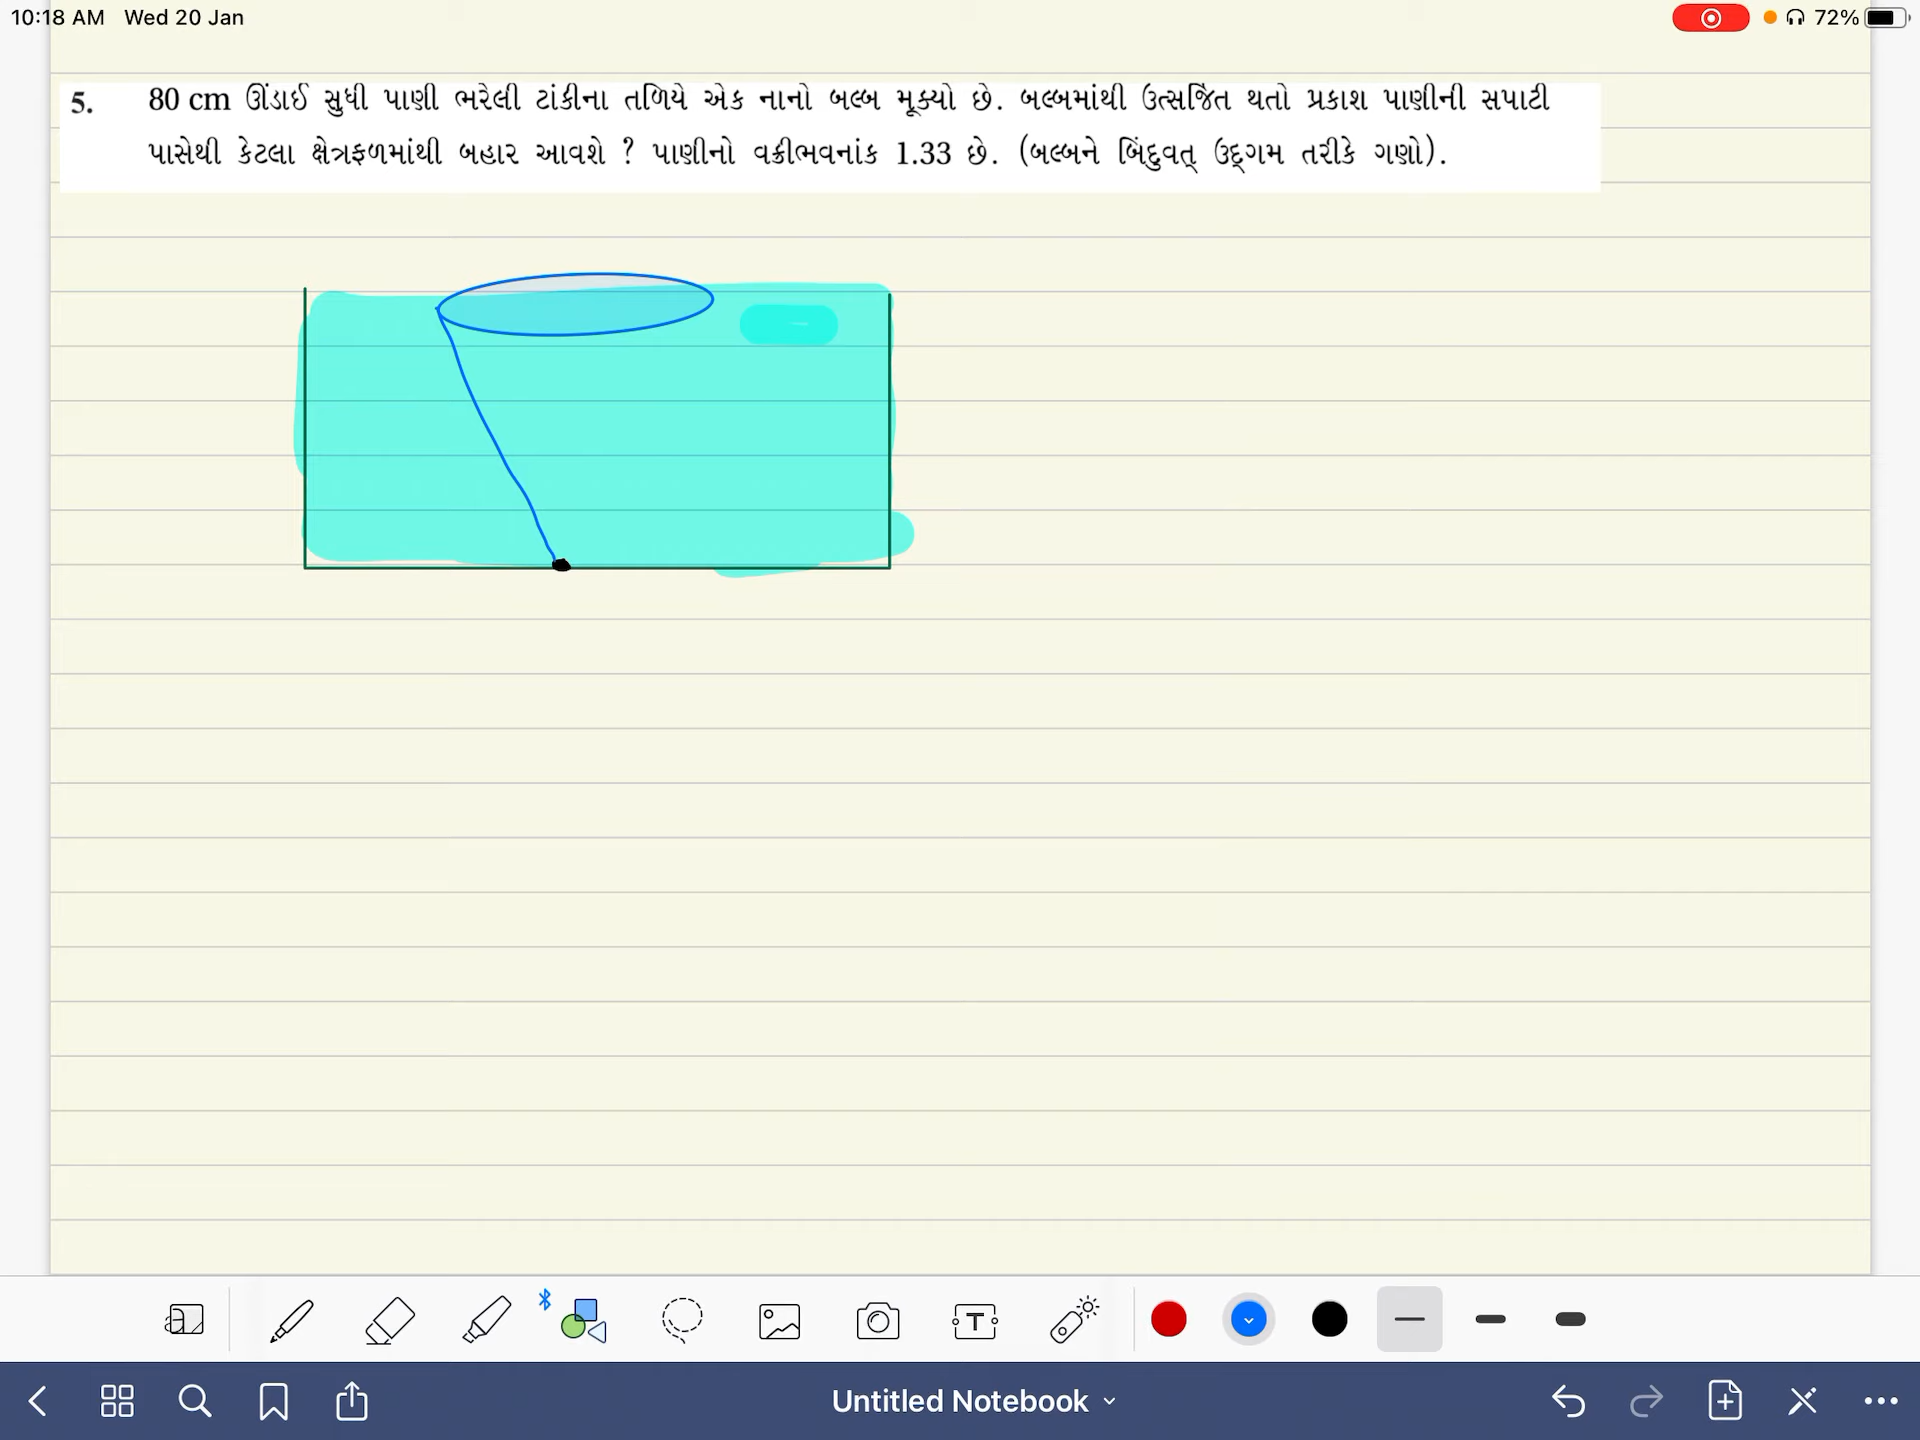 10:18 AM Wed 20 Jan 72%
5. 80 cm ઊંડાઈ સુધી પાણી ભરેલી ટાંકીના તળિયે એક નાનો બલ્બ મૂક્યો છે. બલ્બમાંથી ઉત્સર્જિત થતો પ્રકાશ પાણીની સપાટી
પાસેથી કેટલા ક્ષેત્રફળમાંથી બહાર આવશે ? પાણીનો વક્રીભવનાંક 1.33 છે. (બલ્બને બિંદુવત્ ઉદ્ગમ તરીકે ગણો).
Untitled Notebook